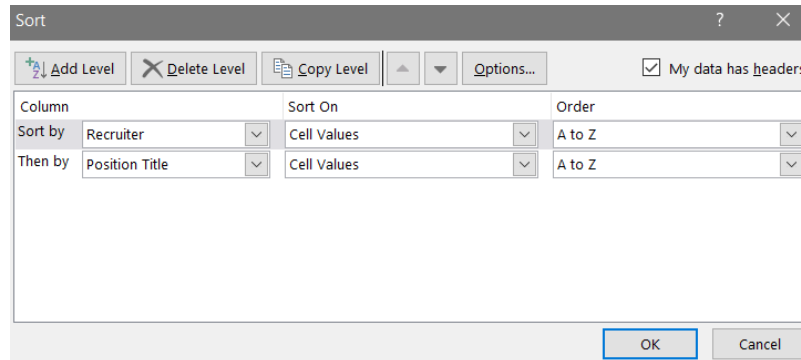 Sort ?
Add Level Delete Level Copy Level Options... My data has headers
Column Sort On Order
Sort by Recruiter Cell Values A to Z
Then by Position Title Cell Values A to Z
OK Cancel